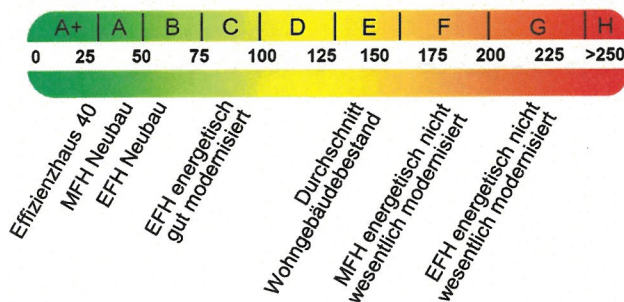 A+ A B C D E F G H
0 25 50 75 100 125 150 175 200 225 >250
Effizienzhaus 40
MFH Neubau
EFH Neubau
EFH energetisch
gut modernisiert
Durchschnitt
Wohngebäudebestand
MFH energetisch nicht
wesentlich modernisiert
EFH energetisch nicht
wesentlich modernisiert